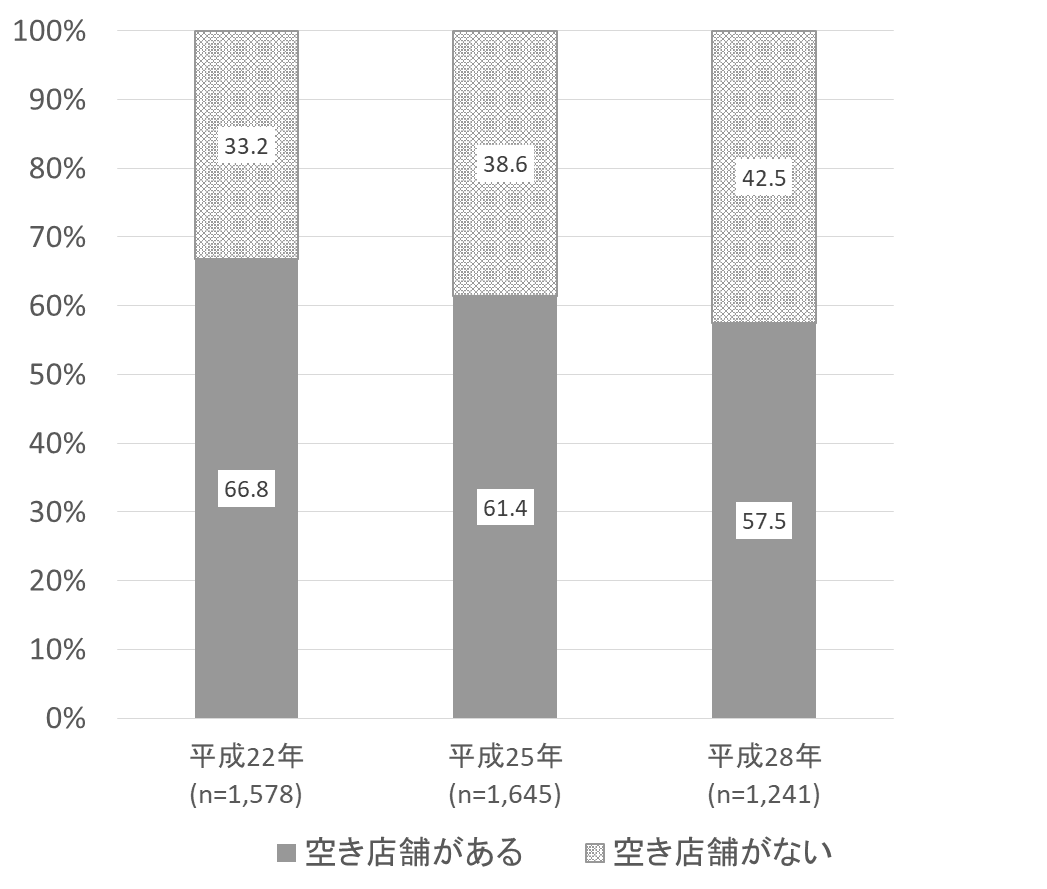 100%
90%
80%
70%
60%
50%
40%
30%
20%
10%
0%
33.2
38.6
42.5
66.8
61.4
57.5
平成22年
(n=1,578)
平成25年
(n=1,645)
平成28年
(n=1,241)
空き店舗がある
空き店舗がない